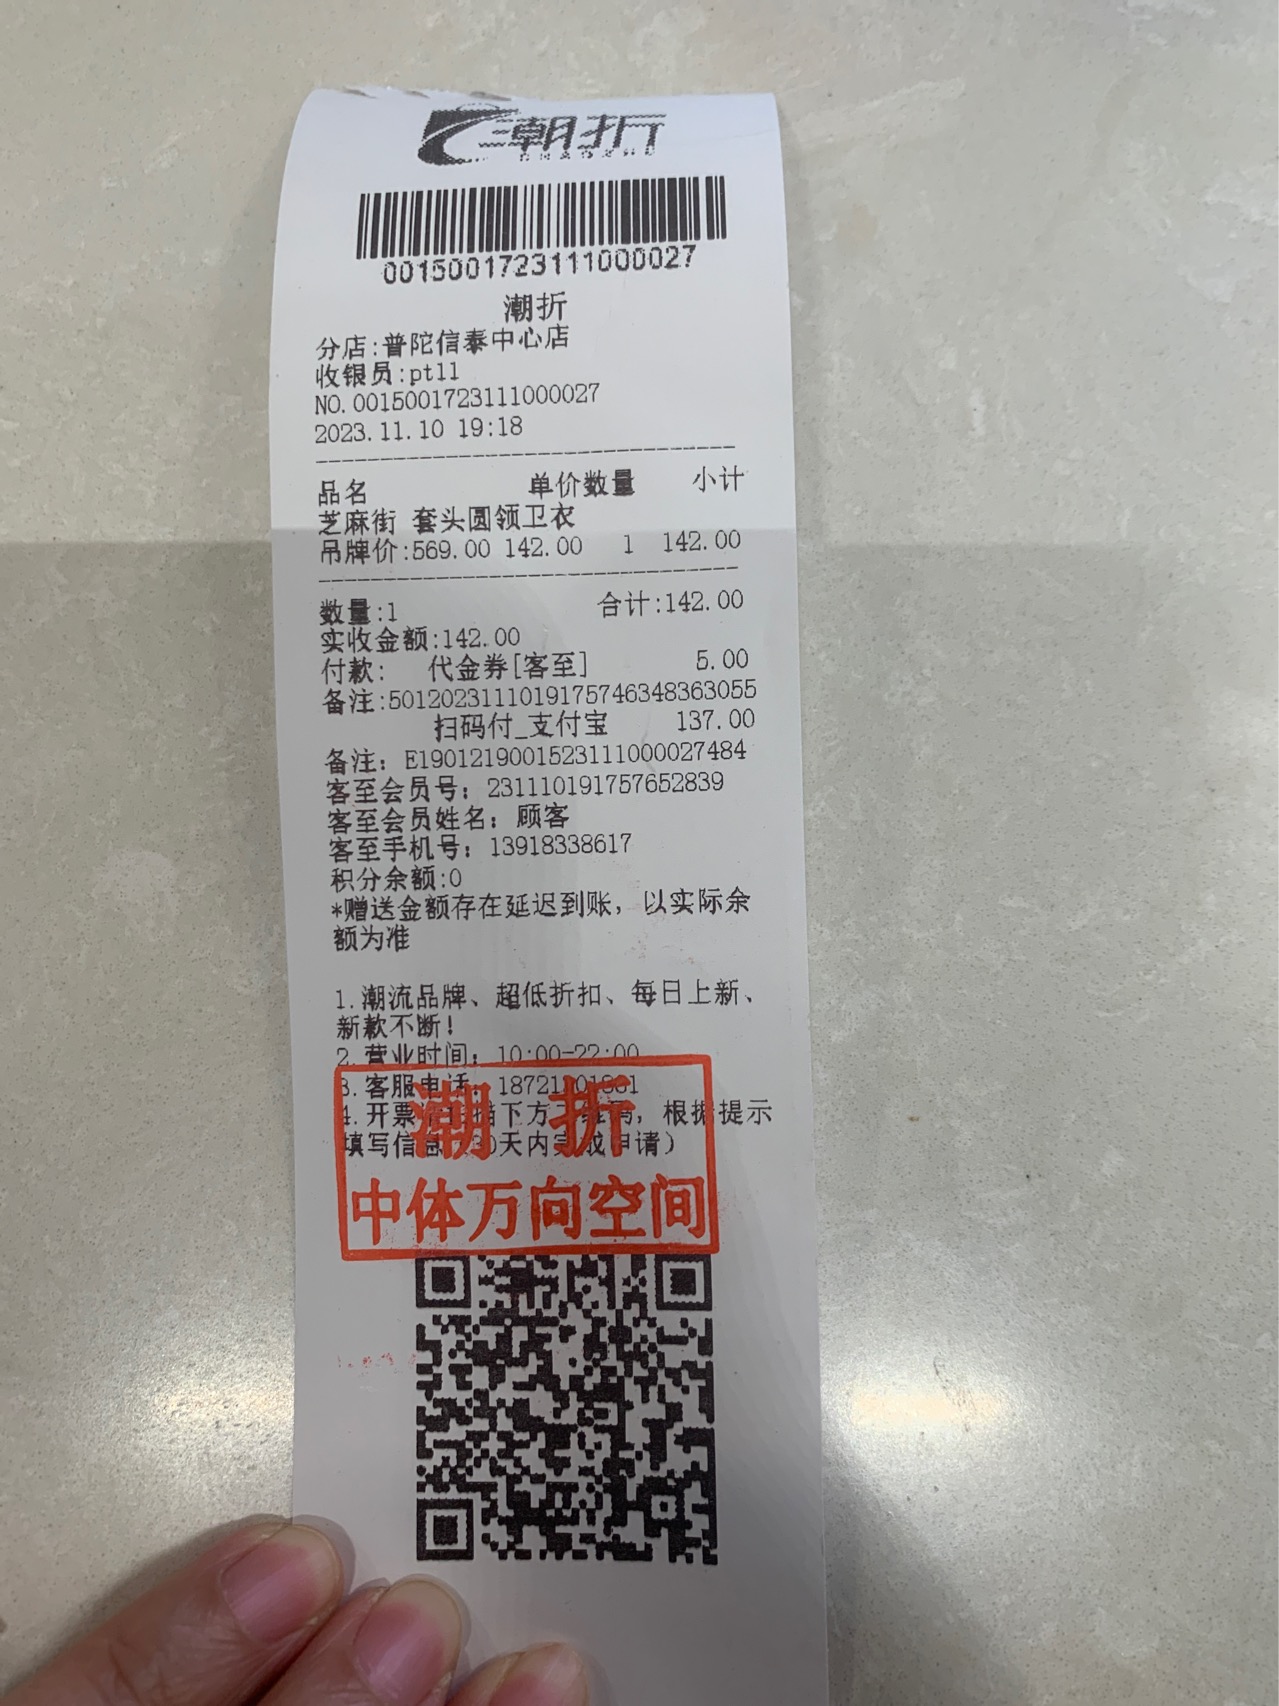 潮折
0015001723111000027
潮折
分店:普陀信泰中心店
收银员:pt11
NO.0015001723111000027
2023.11.10 19:18
品名 单价数量 小计
芝麻街 套头圆领卫衣
吊牌价:569.00 142.00 1 142.00
数量:1 合计:142.00
实收金额:142.00
付款: 代金券[客至] 5.00
备注:5012023111019175746348363055
扫码付_支付宝 137.00
备注: E1901219001523111000027484
客至会员号: 231110191757652839
客至会员姓名: 顾客
客至手机号: 13918338617
积分余额:0
*赠送金额存在延迟到账, 以实际余
额为准
1.潮流品牌、超低折扣、每日上新、
新款不断!
2.营业时间: 10:00-22:00
3.客服电话:
4.开票 下方 , 根据提示
填写信息 30天内完成申请)
潮 折
中体万向空间